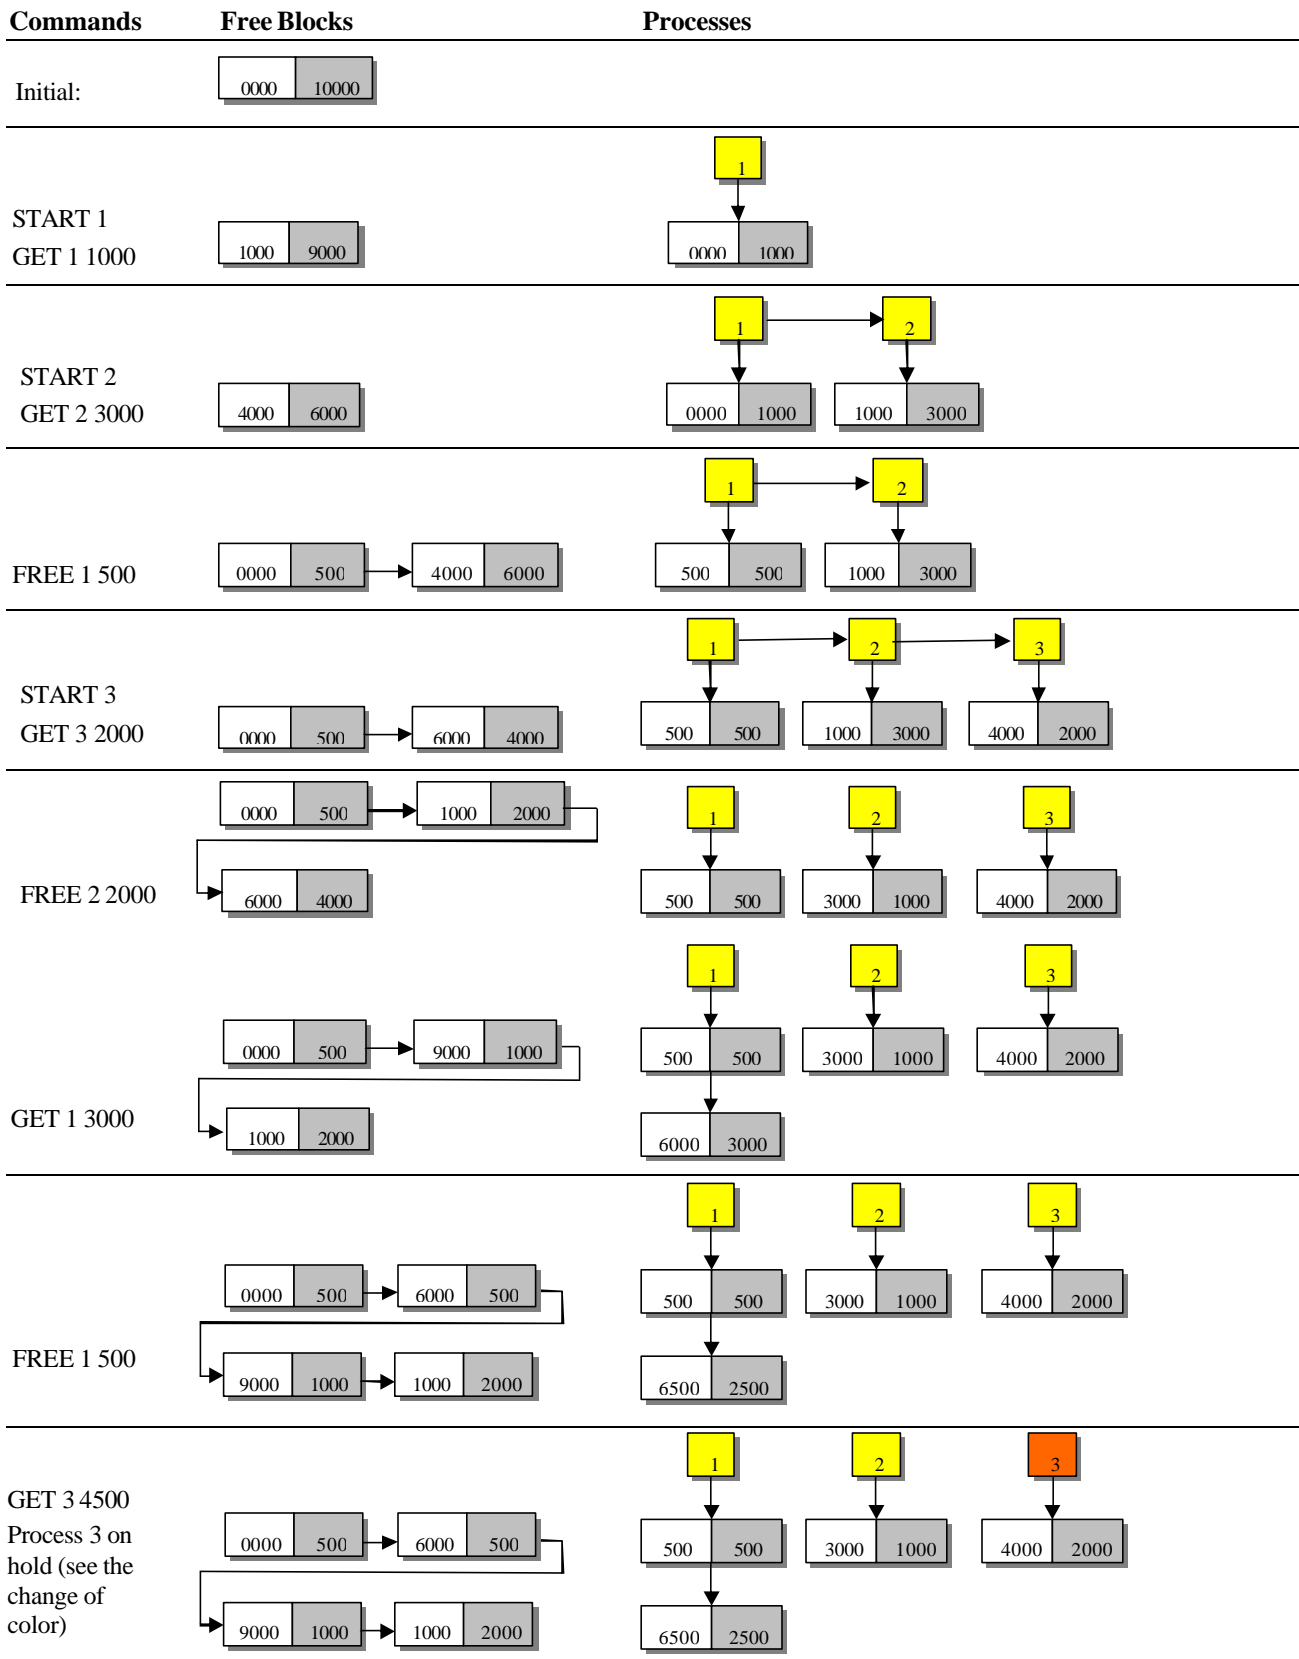 Commands Free Blocks Processes
Initial:
0000 10000
1
START 1
GET 1 1000
1000 9000
0000 1000
1 2
START 2
GET 2 3000
4000 6000
0000 1000 1000 3000
1 2
FREE 1 500
0000 500 4000 6000
500 500 1000 3000
1 2 3
START 3
GET 3 2000
0000 500 6000 4000
500 500 1000 3000 4000 2000
0000 500 1000 2000
1 2 3
FREE 2 2000
6000 4000
500 500 3000 1000 4000 2000
1 2 3
0000 500 9000 1000
500 500 3000 1000 4000 2000
GET 1 3000
1000 2000
6000 3000
1 2 3
0000 500 6000 500
500 500 3000 1000 4000 2000
FREE 1 500
9000 1000 1000 2000
6500 2500
1 2 3
GET 3 4500
Process 3 on
hold (see the
change of
color)
0000 500 6000 500
500 500 3000 1000 4000 2000
9000 1000 1000 2000
6500 2500